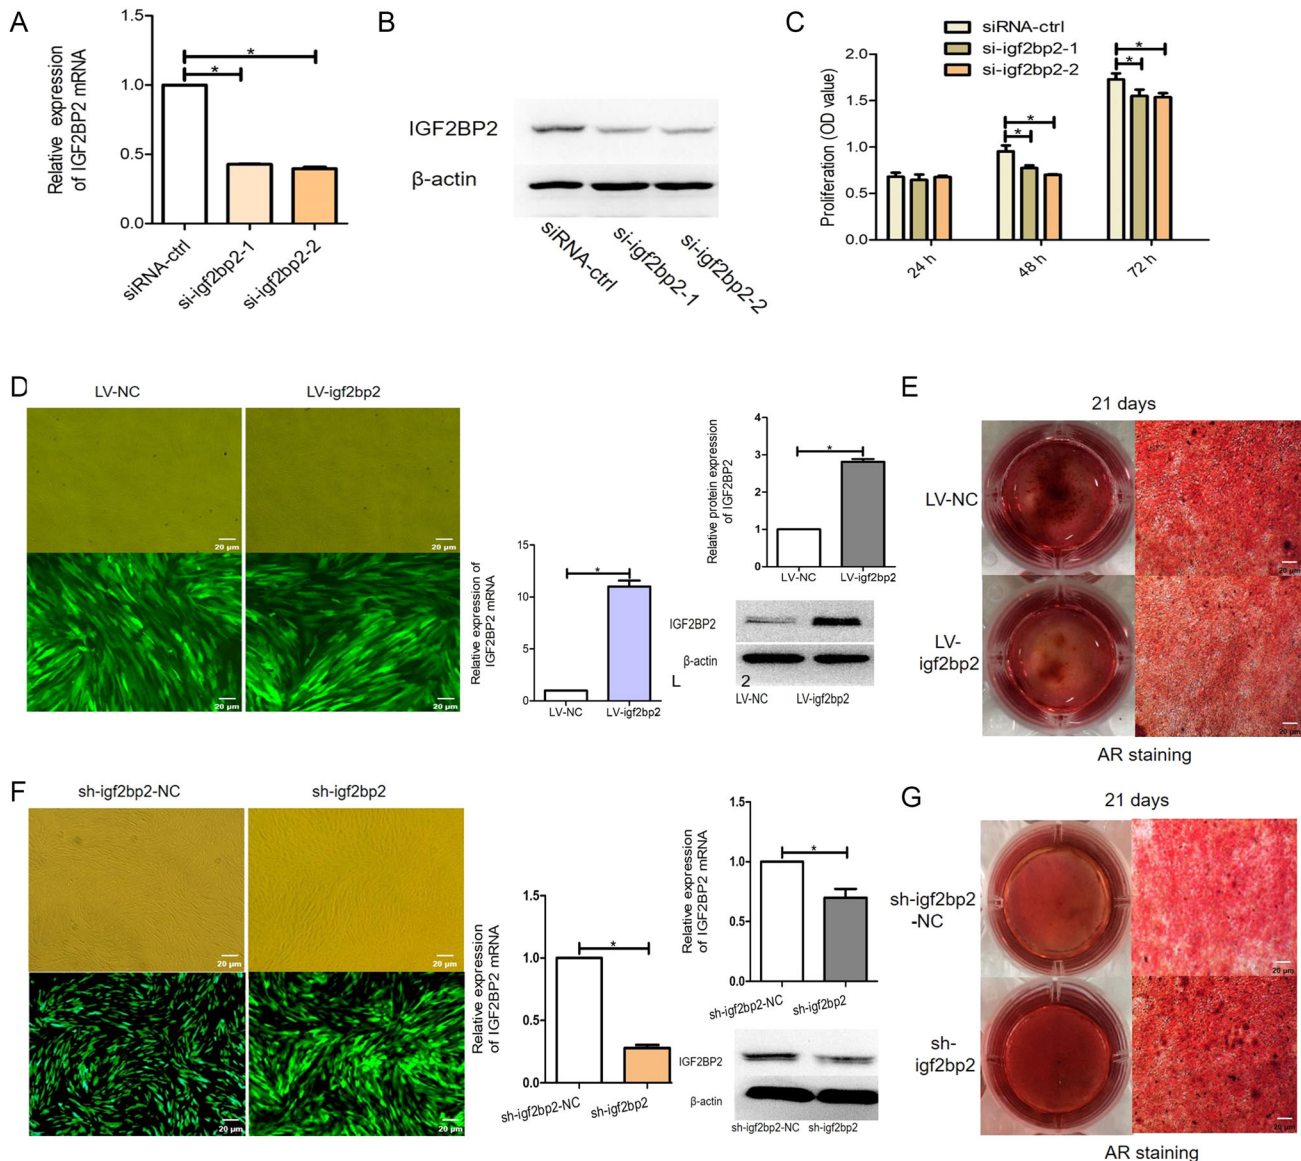 A
Relative expression
of IGF2BP2 mRNA
1.5
1.0
0.5
0.0
*
*
siRNA-ctrl
si-igf2bp2-1
si-igf2bp2-2
B
IGF2BP2
β-actin
siRNA-ctrl
si-igf2bp2-1
si-igf2bp2-2
C
siRNA-ctrl
si-igf2bp2-1
si-igf2bp2-2
Proliferation (OD value)
2.0
1.5
1.0
0.5
0.0
*
*
*
*
24 h
48 h
72 h
D
LV-NC
LV-igf2bp2
20 μm
20 μm
20 μm
20 μm
Relative expression of
IGF2BP2 mRNA
15
10
5
0
*
LV-NC
LV-igf2bp2
Relative protein expression
of IGF2BP2
4
3
2
1
0
*
LV-NC
LV-igf2bp2
IGF2BP2
β-actin
L
2
LV-NC
LV-igf2bp2
E
21 days
LV-NC
LV-
igf2bp2
20 μm
20 μm
AR staining
F
sh-igf2bp2-NC
sh-igf2bp2
20 μm
20 μm
20 μm
20 μm
Relative expression
of IGF2BP2 mRNA
1.5
1.0
0.5
0.0
*
sh-igf2bp2-NC
sh-igf2bp2
Relative expression
of IGF2BP2 mRNA
1.5
1.0
0.5
0.0
*
sh-igf2bp2-NC
sh-igf2bp2
IGF2BP2
β-actin
sh-igf2bp2-NC
sh-igf2bp2
G
21 days
sh-igf2bp2
-NC
sh-
igf2bp2
20 μm
20 μm
AR staining